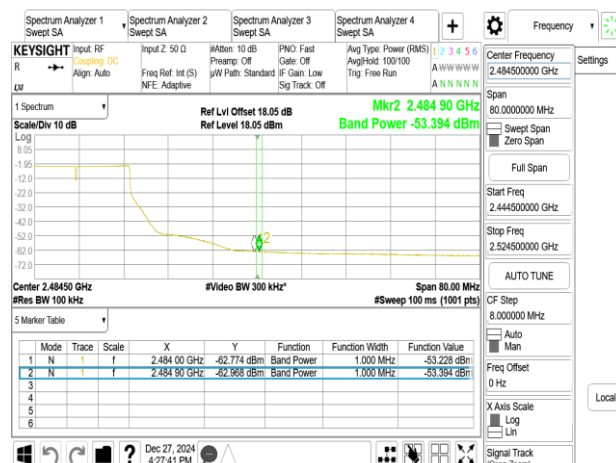 Spectrum Analyzer 1
Swept SA
Spectrum Analyzer 2
Swept SA
Spectrum Analyzer 3
Swept SA
Spectrum Analyzer 4
Swept SA
+
Frequency
Settings
KEYSIGHT
R
Input: RF
Coupling: DC
Align: Auto
Input Z: 50 Ω
Freq Ref: Int (S)
NFE: Adaptive
#Atten: 10 dB
Preamp: Off
µW Path: Standard
PNO: Fast
Gate: Off
IF Gain: Low
Sig Track: Off
Avg Type: Power (RMS)
Avg|Hold: 100/100
Trig: Free Run
1 2 3 4 5 6
A W W W W W
A N N N N N
1 Spectrum
Scale/Div 10 dB
Ref Lvl Offset 18.05 dB
Ref Level 18.05 dBm
Mkr2 2.484 90 GHz
Band Power -53.394 dBm
Log
8.05
-1.95
-12.0
-22.0
-32.0
-42.0
-52.0
-62.0
-72.0
2
Center 2.48450 GHz
#Res BW 100 kHz
#Video BW 300 kHz*
Span 80.00 MHz
#Sweep 100 ms (1001 pts)
5 Marker Table
Mode Trace Scale X Y Function Function Width Function Value
1 N 1 f 2.484 00 GHz -62.774 dBm Band Power 1.000 MHz -53.228 dBm
2 N 1 f 2.484 90 GHz -62.968 dBm Band Power 1.000 MHz -53.394 dBm
3
4
5
6
Dec 27, 2024
4:27:41 PM
?
Center Frequency
2.484500000 GHz
Span
80.0000000 MHz
Swept Span
Zero Span
Full Span
Start Freq
2.444500000 GHz
Stop Freq
2.524500000 GHz
AUTO TUNE
CF Step
8.000000 MHz
Auto
Man
Freq Offset
0 Hz
X Axis Scale
Log
Lin
Signal Track
Local